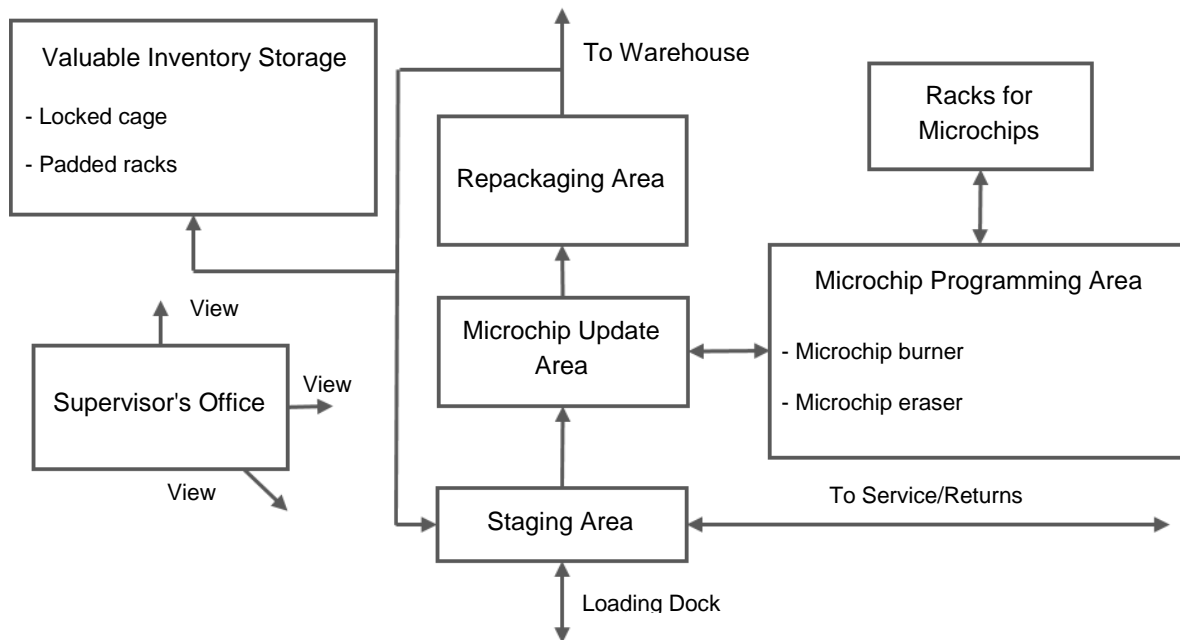 Valuable Inventory Storage
- Locked cage
- Padded racks
To Warehouse
Racks for
Microchips
Repackaging Area
Microchip Programming Area
- Microchip burner
- Microchip eraser
View
Microchip Update
Area
Supervisor's Office
View
View
Staging Area
To Service/Returns
Loading Dock